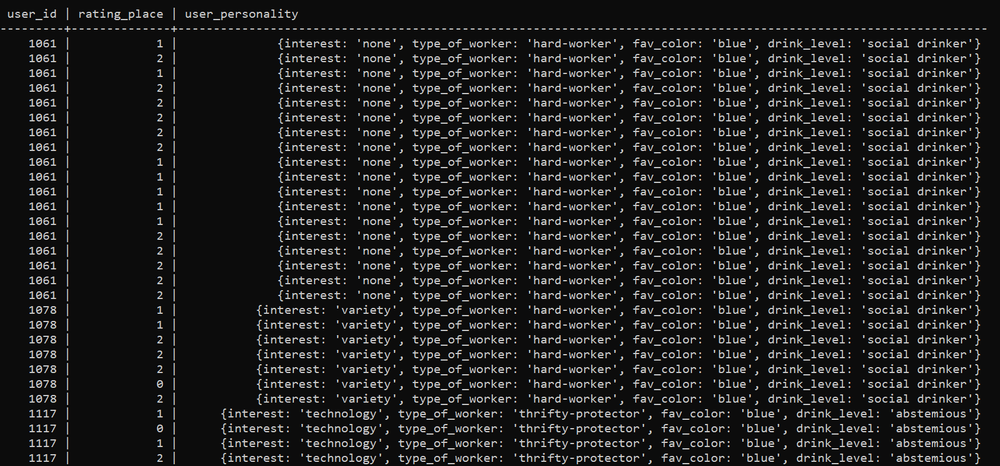 user_id | rating_place | user_personality
---------+--------------+------------------------------------------------------------------------------------------------------------------
1061 | 1 | {interest: 'none', type_of_worker: 'hard-worker', fav_color: 'blue', drink_level: 'social drinker'}
1061 | 2 | {interest: 'none', type_of_worker: 'hard-worker', fav_color: 'blue', drink_level: 'social drinker'}
1061 | 1 | {interest: 'none', type_of_worker: 'hard-worker', fav_color: 'blue', drink_level: 'social drinker'}
1061 | 2 | {interest: 'none', type_of_worker: 'hard-worker', fav_color: 'blue', drink_level: 'social drinker'}
1061 | 2 | {interest: 'none', type_of_worker: 'hard-worker', fav_color: 'blue', drink_level: 'social drinker'}
1061 | 2 | {interest: 'none', type_of_worker: 'hard-worker', fav_color: 'blue', drink_level: 'social drinker'}
1061 | 2 | {interest: 'none', type_of_worker: 'hard-worker', fav_color: 'blue', drink_level: 'social drinker'}
1061 | 2 | {interest: 'none', type_of_worker: 'hard-worker', fav_color: 'blue', drink_level: 'social drinker'}
1061 | 1 | {interest: 'none', type_of_worker: 'hard-worker', fav_color: 'blue', drink_level: 'social drinker'}
1061 | 1 | {interest: 'none', type_of_worker: 'hard-worker', fav_color: 'blue', drink_level: 'social drinker'}
1061 | 1 | {interest: 'none', type_of_worker: 'hard-worker', fav_color: 'blue', drink_level: 'social drinker'}
1061 | 1 | {interest: 'none', type_of_worker: 'hard-worker', fav_color: 'blue', drink_level: 'social drinker'}
1061 | 1 | {interest: 'none', type_of_worker: 'hard-worker', fav_color: 'blue', drink_level: 'social drinker'}
1061 | 2 | {interest: 'none', type_of_worker: 'hard-worker', fav_color: 'blue', drink_level: 'social drinker'}
1061 | 2 | {interest: 'none', type_of_worker: 'hard-worker', fav_color: 'blue', drink_level: 'social drinker'}
1061 | 2 | {interest: 'none', type_of_worker: 'hard-worker', fav_color: 'blue', drink_level: 'social drinker'}
1061 | 2 | {interest: 'none', type_of_worker: 'hard-worker', fav_color: 'blue', drink_level: 'social drinker'}
1061 | 2 | {interest: 'none', type_of_worker: 'hard-worker', fav_color: 'blue', drink_level: 'social drinker'}
1078 | 1 | {interest: 'variety', type_of_worker: 'hard-worker', fav_color: 'blue', drink_level: 'social drinker'}
1078 | 1 | {interest: 'variety', type_of_worker: 'hard-worker', fav_color: 'blue', drink_level: 'social drinker'}
1078 | 2 | {interest: 'variety', type_of_worker: 'hard-worker', fav_color: 'blue', drink_level: 'social drinker'}
1078 | 2 | {interest: 'variety', type_of_worker: 'hard-worker', fav_color: 'blue', drink_level: 'social drinker'}
1078 | 2 | {interest: 'variety', type_of_worker: 'hard-worker', fav_color: 'blue', drink_level: 'social drinker'}
1078 | 0 | {interest: 'variety', type_of_worker: 'hard-worker', fav_color: 'blue', drink_level: 'social drinker'}
1078 | 2 | {interest: 'variety', type_of_worker: 'hard-worker', fav_color: 'blue', drink_level: 'social drinker'}
1117 | 1 | {interest: 'technology', type_of_worker: 'thrifty-protector', fav_color: 'blue', drink_level: 'abstemious'}
1117 | 0 | {interest: 'technology', type_of_worker: 'thrifty-protector', fav_color: 'blue', drink_level: 'abstemious'}
1117 | 1 | {interest: 'technology', type_of_worker: 'thrifty-protector', fav_color: 'blue', drink_level: 'abstemious'}
1117 | 2 | {interest: 'technology', type_of_worker: 'thrifty-protector', fav_color: 'blue', drink_level: 'abstemious'}